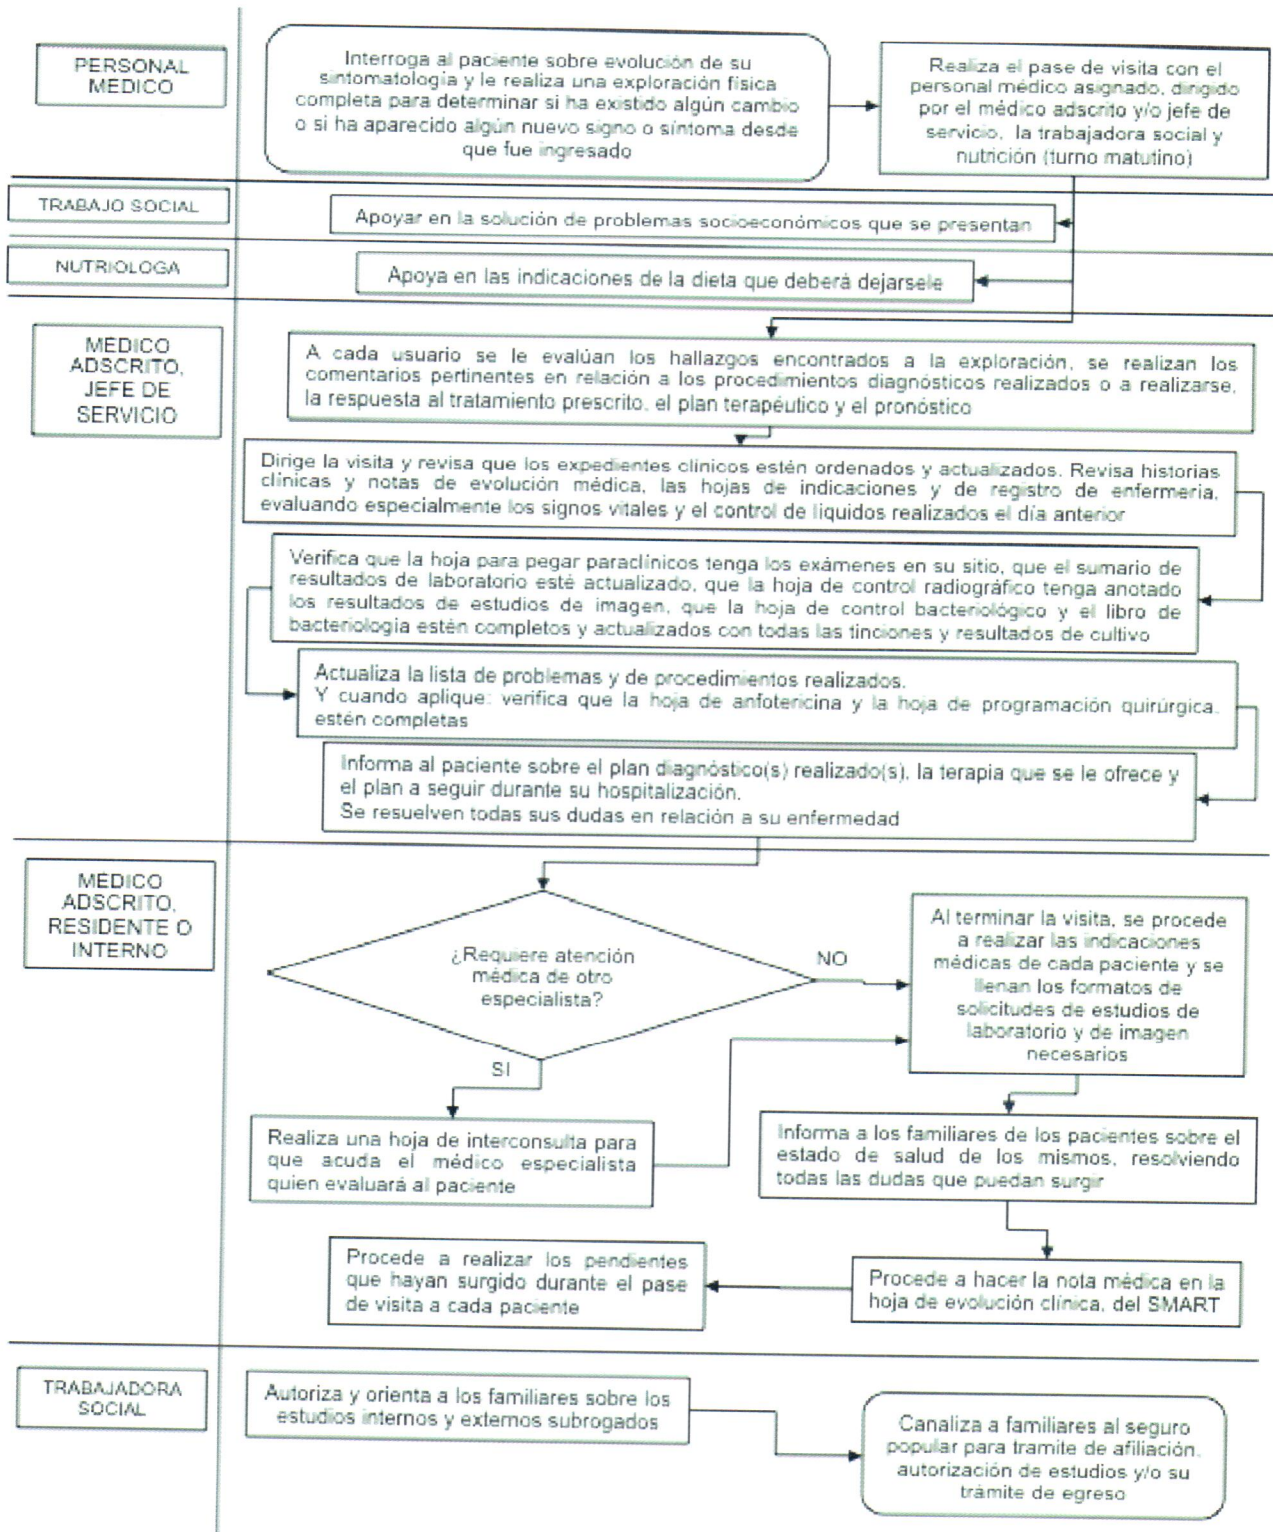 PERSONAL
MEDICO
Interroga al paciente sobre evolución de su
sintomatología y le realiza una exploración física
completa para determinar si ha existido algún cambio
o si ha aparecido algún nuevo signo o síntoma desde
que fue ingresado
Realiza el pase de visita con el
personal médico asignado, dirigido
por el médico adscrito y/o jefe de
servicio, la trabajadora social y
nutrición (turno matutino)
TRABAJO SOCIAL
Apoyar en la solución de problemas socioeconómicos que se presentan
NUTRIOLOGA
Apoya en las indicaciones de la dieta que deberá dejarsele
MÉDICO
ADSCRITO,
JEFE DE
SERVICIO
A cada usuario se le evalúan los hallazgos encontrados a la exploración, se realizan los
comentarios pertinentes en relación a los procedimientos diagnósticos realizados o a realizarse,
la respuesta al tratamiento prescrito, el plan terapéutico y el pronóstico
Dirige la visita y revisa que los expedientes clínicos estén ordenados y actualizados. Revisa historias
clínicas y notas de evolución médica, las hojas de indicaciones y de registro de enfermería,
evaluando especialmente los signos vitales y el control de líquidos realizados el día anterior
Verifica que la hoja para pegar paraclínicos tenga los exámenes en su sitio, que el sumario de
resultados de laboratorio esté actualizado, que la hoja de control radiográfico tenga anotado
los resultados de estudios de imagen, que la hoja de control bacteriológico y el libro de
bacteriología estén completos y actualizados con todas las tinciones y resultados de cultivo
Actualiza la lista de problemas y de procedimientos realizados.
Y cuando aplique: verifica que la hoja de anfotericina y la hoja de programación quirúrgica,
estén completas
Informa al paciente sobre el plan diagnóstico(s) realizado(s), la terapia que se le ofrece y
el plan a seguir durante su hospitalización.
Se resuelven todas sus dudas en relación a su enfermedad
MÉDICO
ADSCRITO,
RESIDENTE O
INTERNO
¿Requiere atención
médica de otro
especialista?
NO
SI
Al terminar la visita, se procede
a realizar las indicaciones
médicas de cada paciente y se
llenan los formatos de
solicitudes de estudios de
laboratorio y de imagen
necesarios
Realiza una hoja de interconsulta para
que acuda el médico especialista
quien evaluará al paciente
Informa a los familiares de los pacientes sobre el
estado de salud de los mismos, resolviendo
todas las dudas que puedan surgir
Procede a realizar los pendientes
que hayan surgido durante el pase
de visita a cada paciente
Procede a hacer la nota médica en la
hoja de evolución clínica, del SMART
TRABAJADORA
SOCIAL
Autoriza y orienta a los familiares sobre los
estudios internos y externos subrogados
Canaliza a familiares al seguro
popular para tramite de afiliación,
autorización de estudios y/o su
trámite de egreso